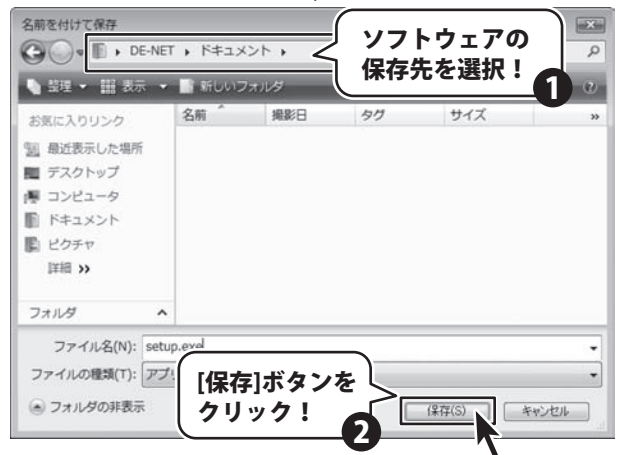 名前を付けて保存
DE-NET ▸ ドキュメント ▸
ソフトウェアの
保存先を選択！
1
整理 ▼ 表示 ▼ 新しいフォルダ
お気に入りリンク
名前 撮影日 タグ サイズ »
最近表示した場所
デスクトップ
コンピュータ
ドキュメント
ピクチャ
詳細 »
フォルダ ^
ファイル名(N): setup.exe
ファイルの種類(T): アプ
[保存]ボタンを
クリック！
2
フォルダの非表示
保存(S) キャンセル